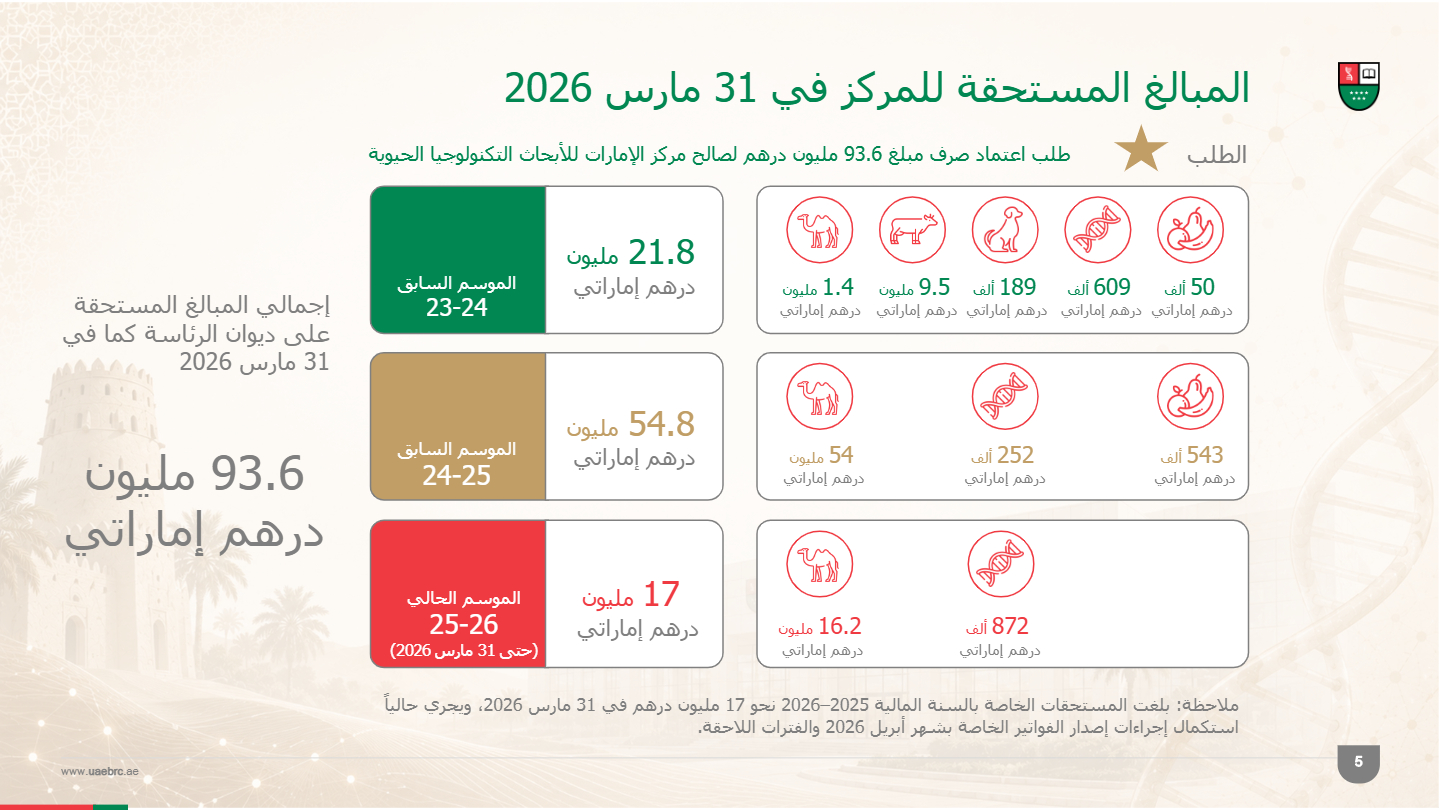 المبالغ المستحقة للمركز في 31 مارس 2026
الطلب
طلب اعتماد صرف مبلغ 93.6 مليون درهم لصالح مركز الإمارات للأبحاث التكنولوجيا الحيوية
50 ألف
درهم إماراتي
609 ألف
درهم إماراتي
189 ألف
درهم إماراتي
9.5 مليون
درهم إماراتي
1.4 مليون
درهم إماراتي
21.8 مليون
درهم إماراتي
الموسم السابق
23-24
543 ألف
درهم إماراتي
252 ألف
درهم إماراتي
54 مليون
درهم إماراتي
54.8 مليون
درهم إماراتي
الموسم السابق
24-25
872 ألف
درهم إماراتي
16.2 مليون
درهم إماراتي
17 مليون
درهم إماراتي
الموسم الحالي
25-26
(حتى 31 مارس 2026)
إجمالي المبالغ المستحقة
على ديوان الرئاسة كما في
31 مارس 2026
93.6 مليون
درهم إماراتي
ملاحظة: بلغت المستحقات الخاصة بالسنة المالية 2025–2026 نحو 17 مليون درهم في 31 مارس 2026، ويجري حالياً
استكمال إجراءات إصدار الفواتير الخاصة بشهر أبريل 2026 والفترات اللاحقة.
www.uaebrc.ae
5